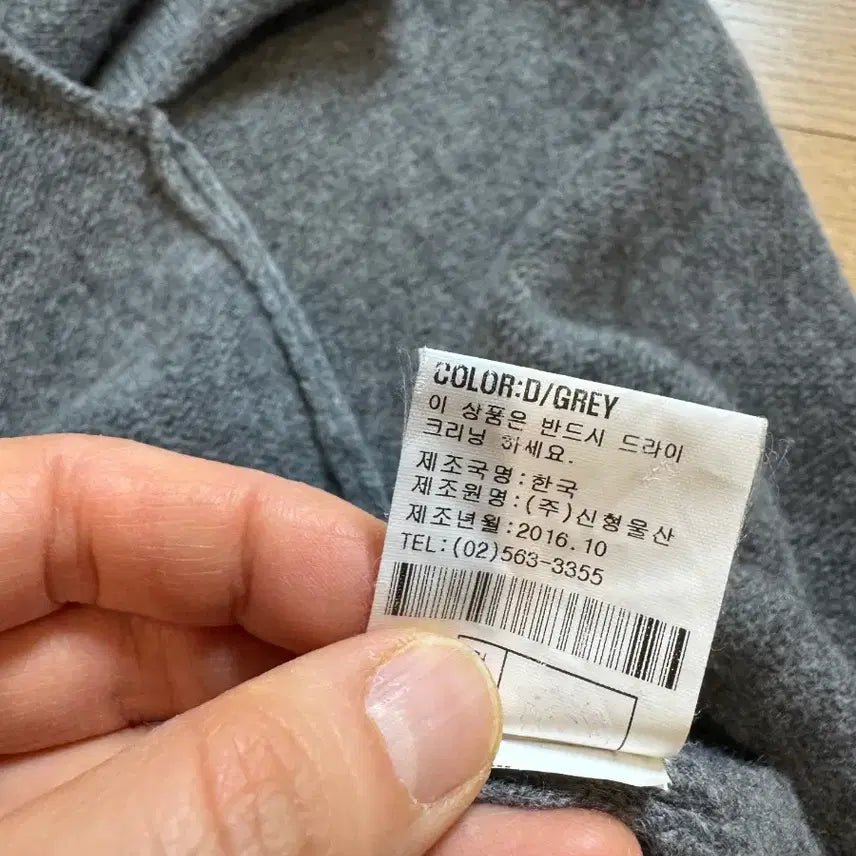 COLOR:D/GREY
이 상품은 반드시 드라이
크리닝 하세요.
제조국명:한국
제조원명:(주)신형물산
제조년월:2016.10
TEL:(02)563-3355